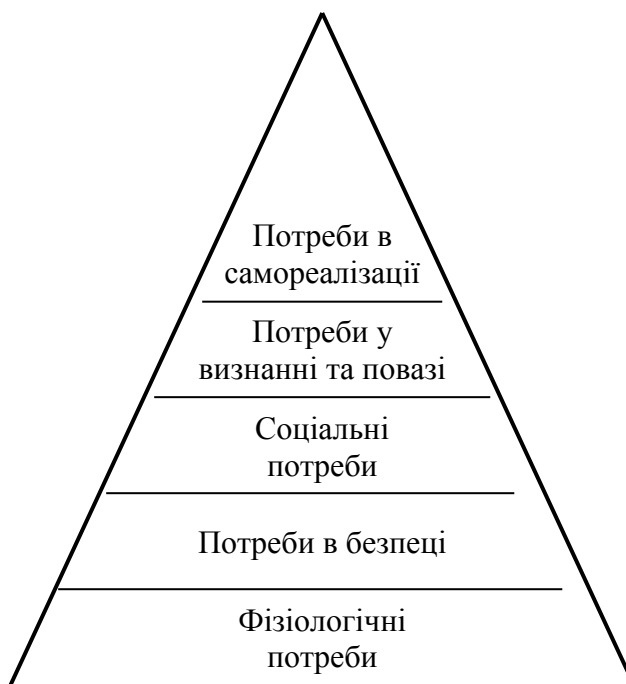 Потреби в
самореалізації
Потреби у
визнанні та повазі
Соціальні
потреби
Потреби в безпеці
Фізіологічні
потреби